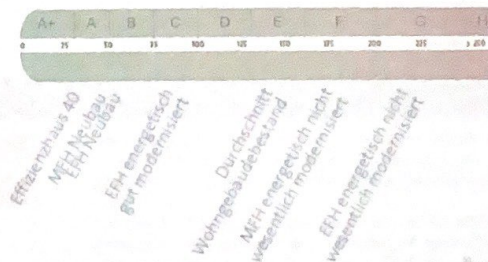 A+ A B C D E F G H
0 25 50 75 100 125 150 200 225 >250
Effizienzhaus 40
MFH Neubau
EFH Neubau
EFH energetisch
gut modernisiert
Durchschnitt
Wohngebäudebestand
MFH energetisch nicht
wesentlich modernisiert
EFH energetisch nicht
wesentlich modernisiert